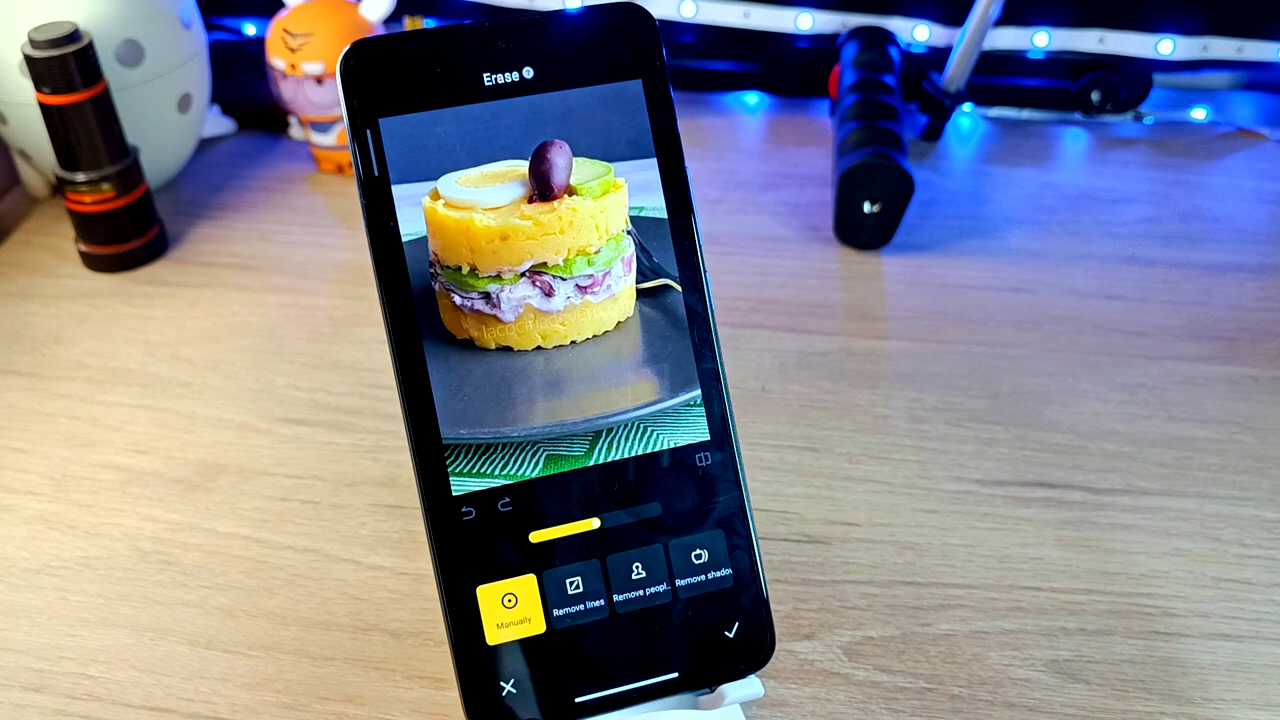 Erase ?
Manually
Remove lines
Remove peopl..
Remove shadov